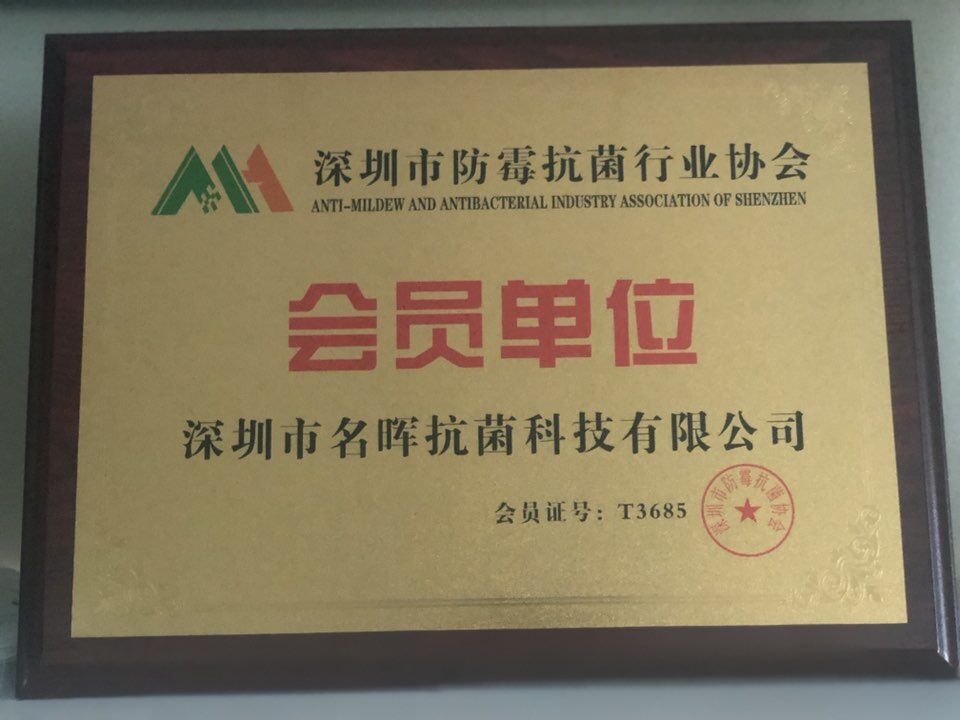 深圳市防霉抗菌行业协会
ANTI-MILDEW AND ANTIBACTERIAL INDUSTRY ASSOCIATION OF SHENZHEN
会员单位
深圳市名晖抗菌科技有限公司
会员证号：T3685
深圳市防霉抗菌协会